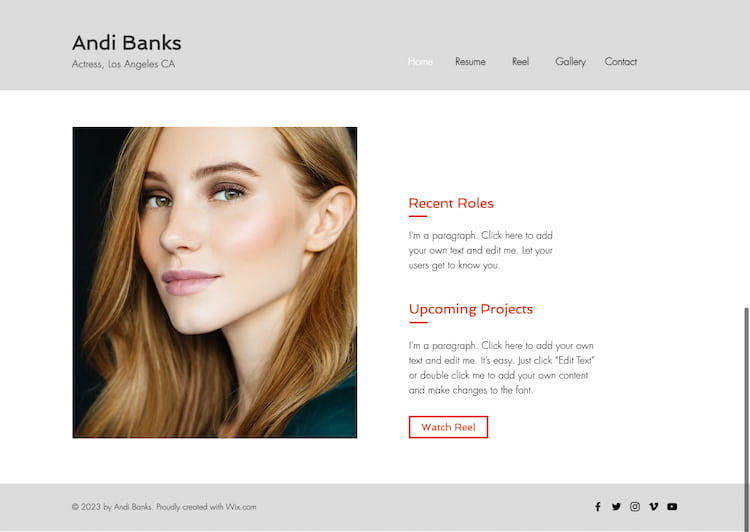 Andi Banks
Actress, Los Angeles CA
Home Resume Reel Gallery Contact
Recent Roles
I'm a paragraph. Click here to add
your own text and edit me. Let your
users get to know you.
Upcoming Projects
I'm a paragraph. Click here to add your own
text and edit me. It's easy. Just click “Edit Text”
or double click me to add your own content
and make changes to the font.
Watch Reel
© 2023 by Andi Banks. Proudly created with Wix.com